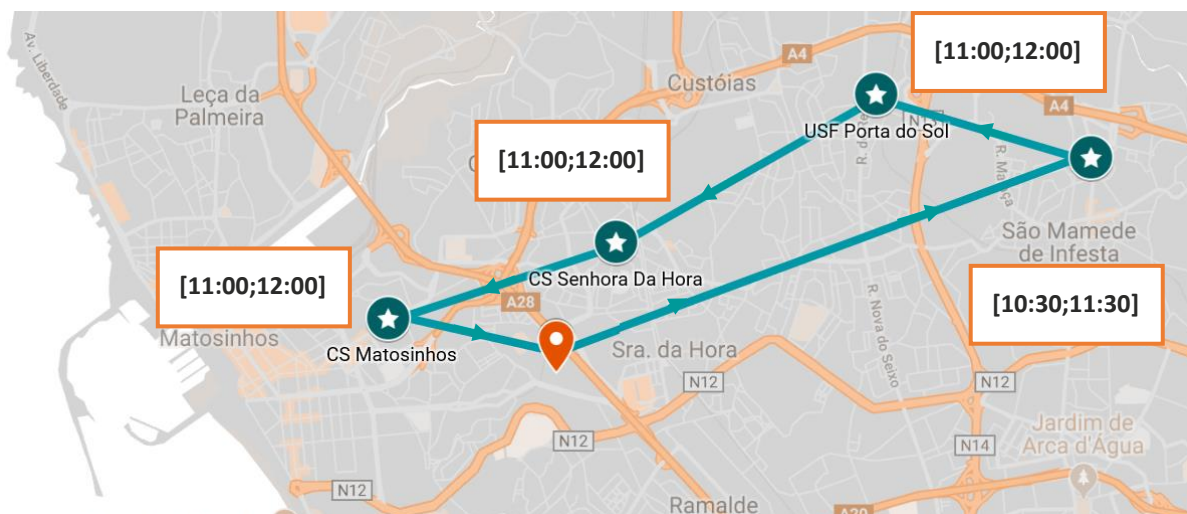 Av. Liberdade
Leça da
Palmeira
Custóias
A4
[11:00;12:00]
A4
USF Porta do Sol
R. Mainça
São Mamede
de Infesta
[11:00;12:00]
CS Senhora Da Hora
[11:00;12:00]
[10:30;11:30]
A28
Matosinhos
CS Matosinhos
Sra. da Hora
R. Nova do Seixo
N12
N12
N12
N14
N12
Jardim de
Arca d'Água
Ramalde
A20